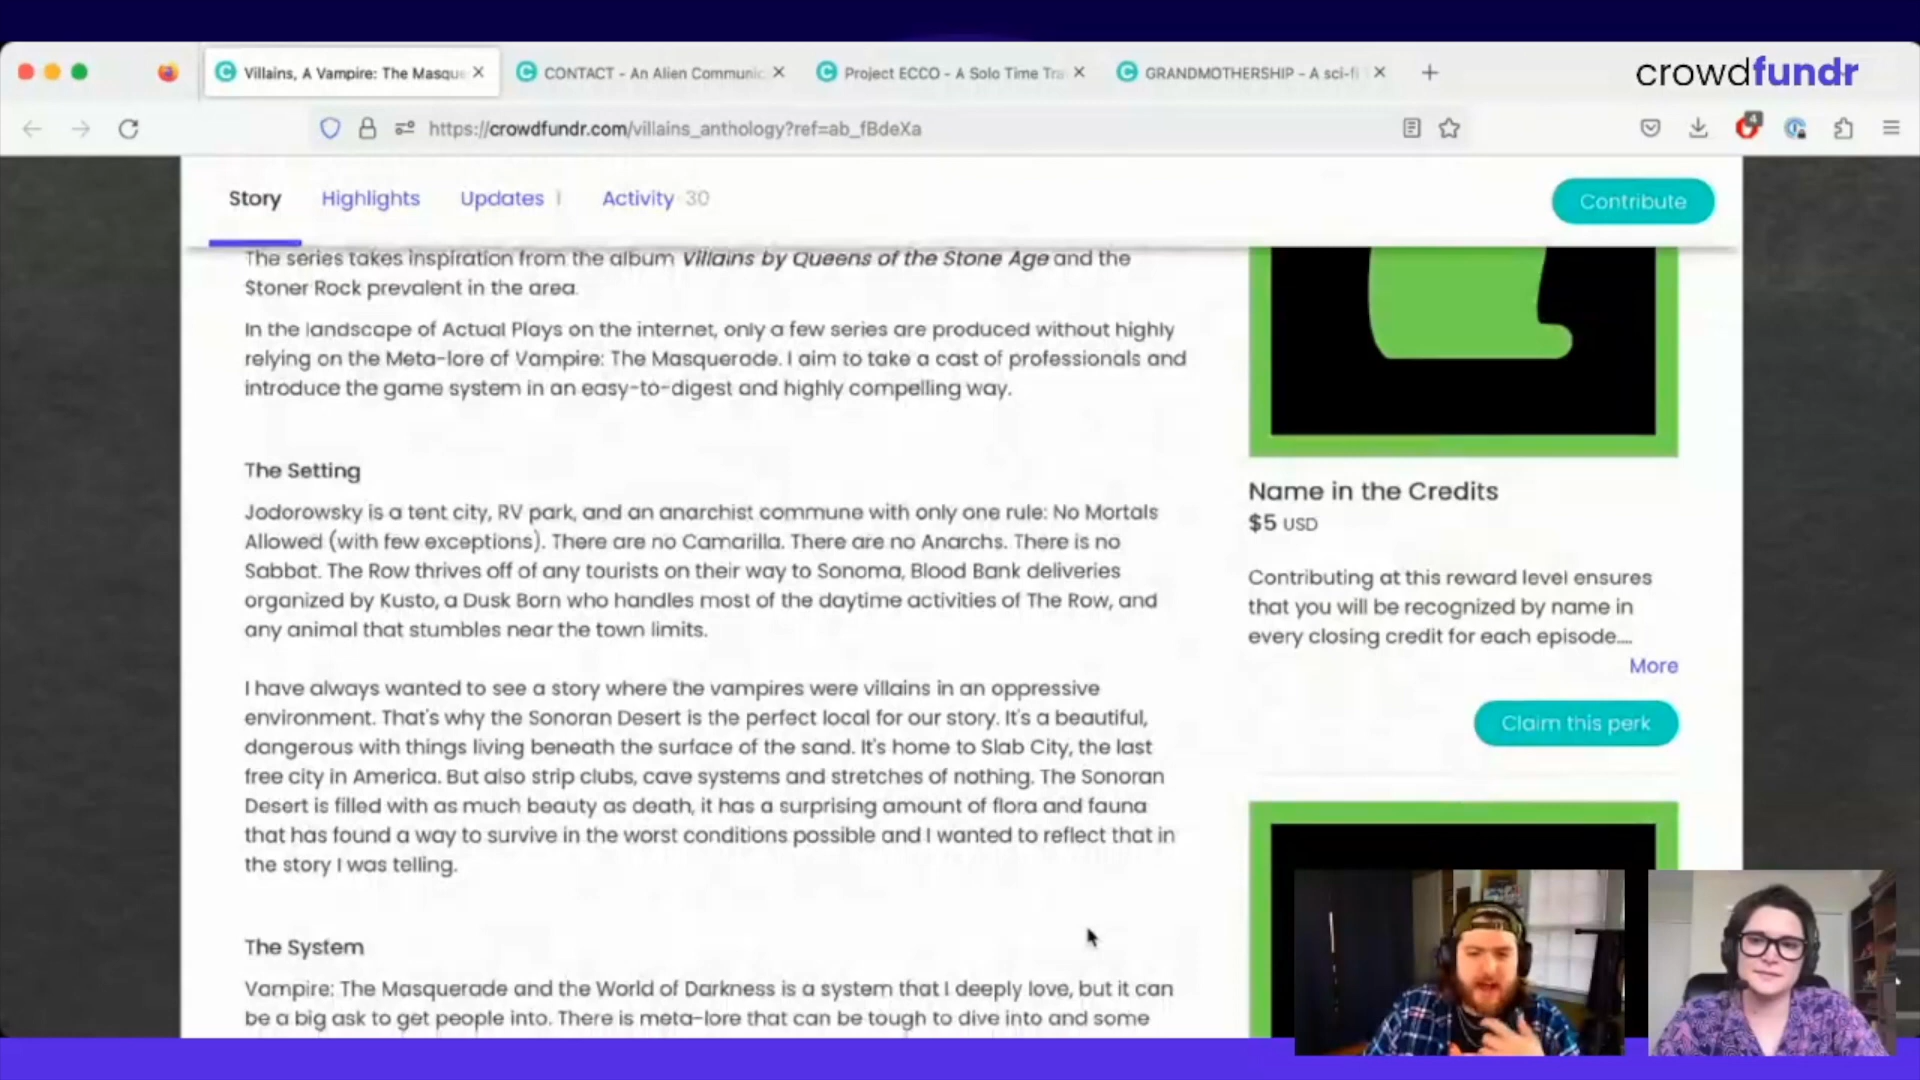 Villains, A Vampire: The Masque
CONTACT - An Alien Communic
Project ECCO - A Solo Time Tra
GRANDMOTHERSHIP - A sci-fi
crowdfundr
https://crowdfundr.com/villains_anthology?ref=ab_fBdeXa
4
Story
Highlights
Updates 1
Activity 30
Contribute
The series takes inspiration from the album Villains by Queens of the Stone Age and the
Stoner Rock prevalent in the area.
In the landscape of Actual Plays on the internet, only a few series are produced without highly
relying on the Meta-lore of Vampire: The Masquerade. I aim to take a cast of professionals and
introduce the game system in an easy-to-digest and highly compelling way.
The Setting
Jodorowsky is a tent city, RV park, and an anarchist commune with only one rule: No Mortals
Allowed (with few exceptions). There are no Camarilla. There are no Anarchs. There is no
Sabbat. The Row thrives off of any tourists on their way to Sonoma, Blood Bank deliveries
organized by Kusto, a Dusk Born who handles most of the daytime activities of The Row, and
any animal that stumbles near the town limits.
I have always wanted to see a story where the vampires were villains in an oppressive
environment. That's why the Sonoran Desert is the perfect local for our story. It's a beautiful,
dangerous with things living beneath the surface of the sand. It's home to Slab City, the last
free city in America. But also strip clubs, cave systems and stretches of nothing. The Sonoran
Desert is filled with as much beauty as death, it has a surprising amount of flora and fauna
that has found a way to survive in the worst conditions possible and I wanted to reflect that in
the story I was telling.
The System
Vampire: The Masquerade and the World of Darkness is a system that I deeply love, but it can
be a big ask to get people into. There is meta-lore that can be tough to dive into and some
Name in the Credits
$5 USD
Contributing at this reward level ensures
that you will be recognized by name in
every closing credit for each episode....
More
Claim this perk